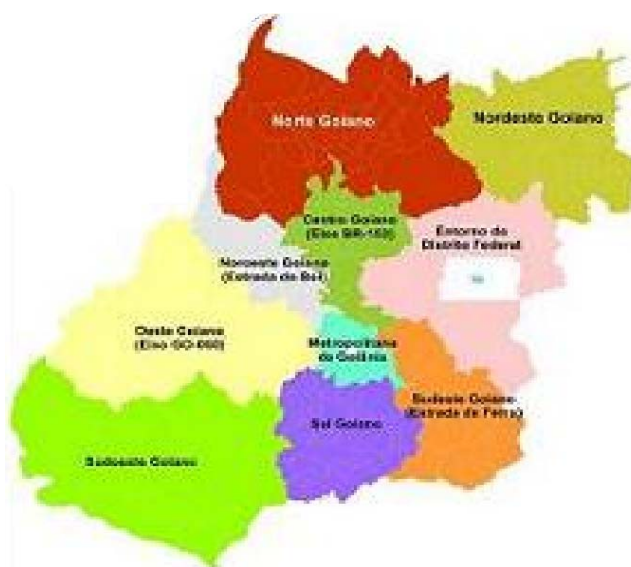 Norte Goiano
Nordeste Goiano
Centro Goiano
(Eixo BR-153)
Entorno do
Distrito Federal
Noroeste Goiano
(Estrada do Boi)
Oeste Goiano
(Eixo GO-060)
Metropolitana
de Goiânia
Sudeste Goiano
(Estrada de Ferro)
Sul Goiano
Sudoeste Goiano